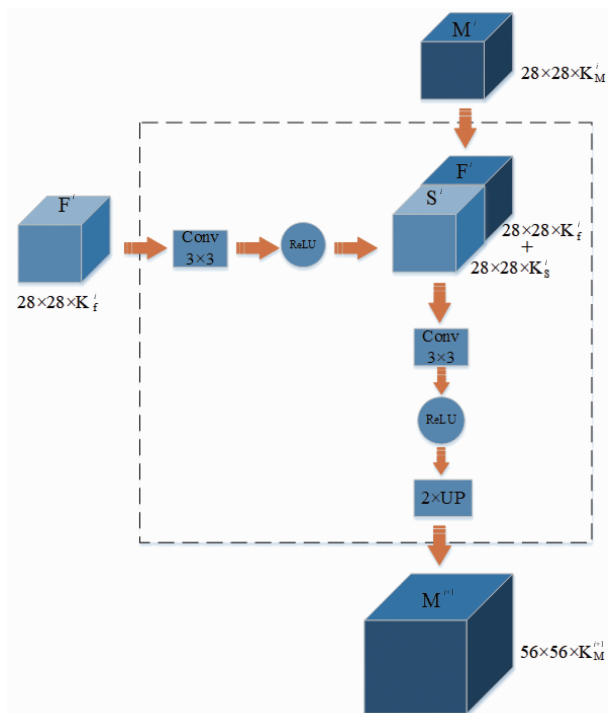 M^i
28×28×K_M^i
F^i
28×28×K_f^i
Conv
3×3
ReLU
F^i
S^i
28×28×K_f^i
+
28×28×K_S^i
Conv
3×3
ReLU
2×UP
M^{i+1}
56×56×K_M^{i+1}